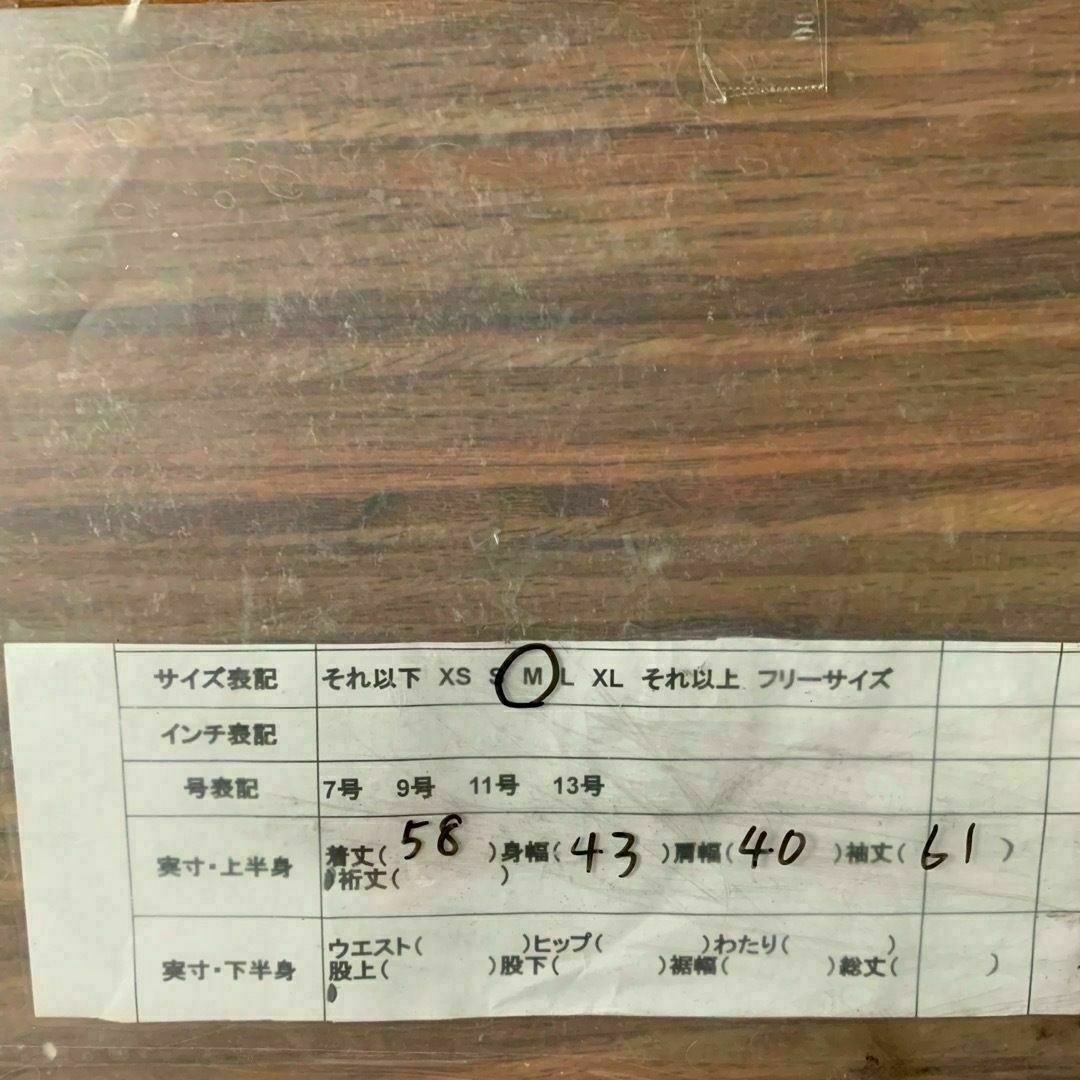 サイズ表記 それ以下 XS S M L XL それ以上 フリーサイズ
インチ表記
号表記 7号 9号 11号 13号
実寸・上半身 着丈( 58 )身幅( 43 )肩幅( 40 )袖丈( 61 )
裄丈( )
実寸・下半身 ウエスト( )ヒップ( )わたり( )
股上( )股下( )裾幅( )総丈( )